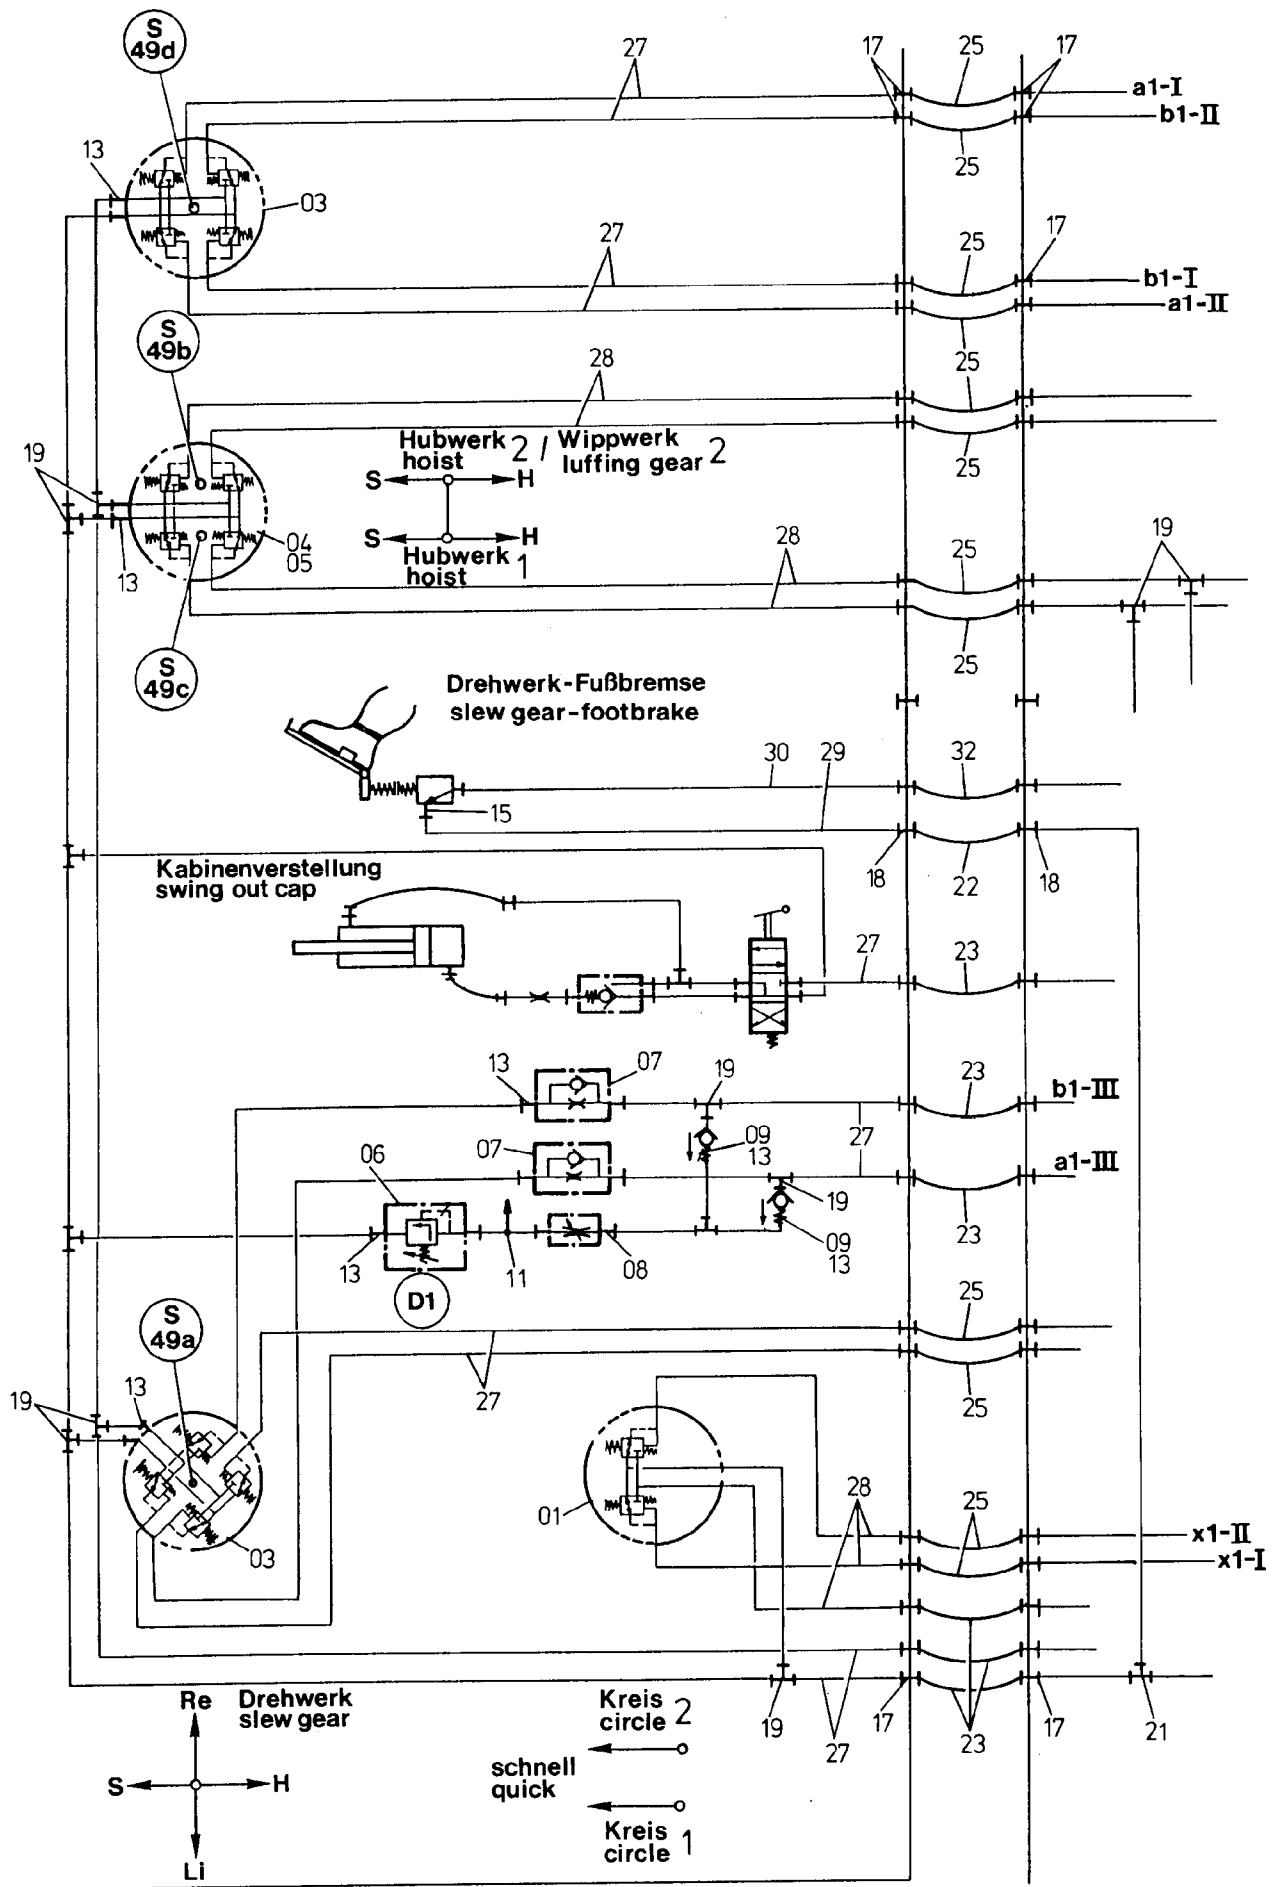 S
49d
27
17
25
17
a1-I
b1-II
13
25
03
27
25
17
b1-I
a1-II
S
49b
28
25
19
Hubwerk 2 / Wippwerk 2
hoist luffing gear
S H
25
S H
Hubwerk 1
hoist
04
05
13
28
25
19
S
49c
25
Drehwerk-Fußbremse
slew gear-footbrake
30
29
32
15
Kabinenverstellung
swing out cap
18
22
18
27
23
13
07
19
23
b1-III
06
07
09
13
27
a1-III
19
13
11
08
09
13
23
D1
S
49a
25
19
13
27
25
01
28
25
03
x1-II
x1-I
Re
Drehwerk
slew gear
Kreis 2
circle
19
27
17
23
17
21
schnell
quick
S H
Kreis 1
circle
Li